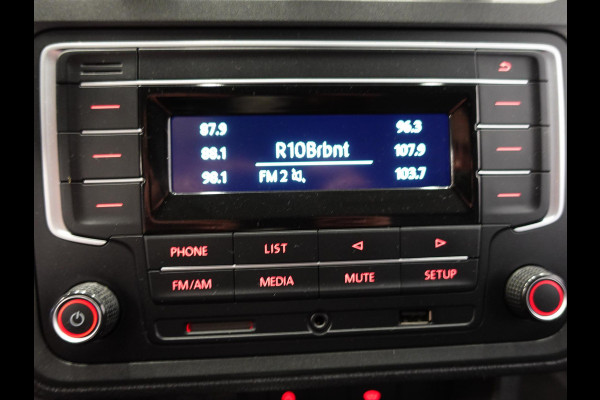 87.9 96.3
R10Brbnt
88.1 107.9
98.1 FM 2 103.7
PHONE LIST
FM/AM MEDIA MUTE SETUP